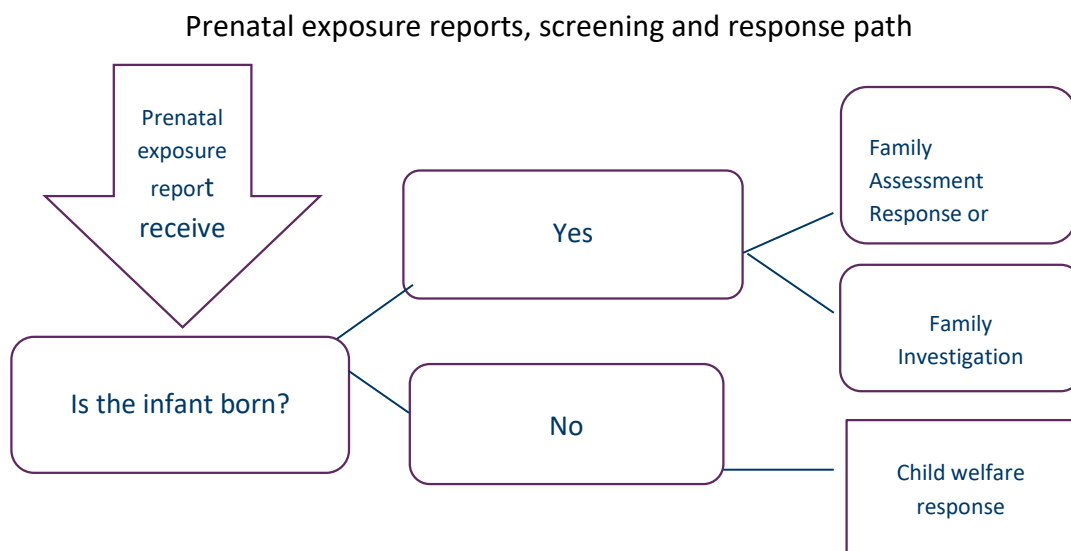 Prenatal exposure reports, screening and response path
Prenatal
exposure
report
receive
Is the infant born?
Yes
No
Family
Assessment
Response or
Family
Investigation
Child welfare
response